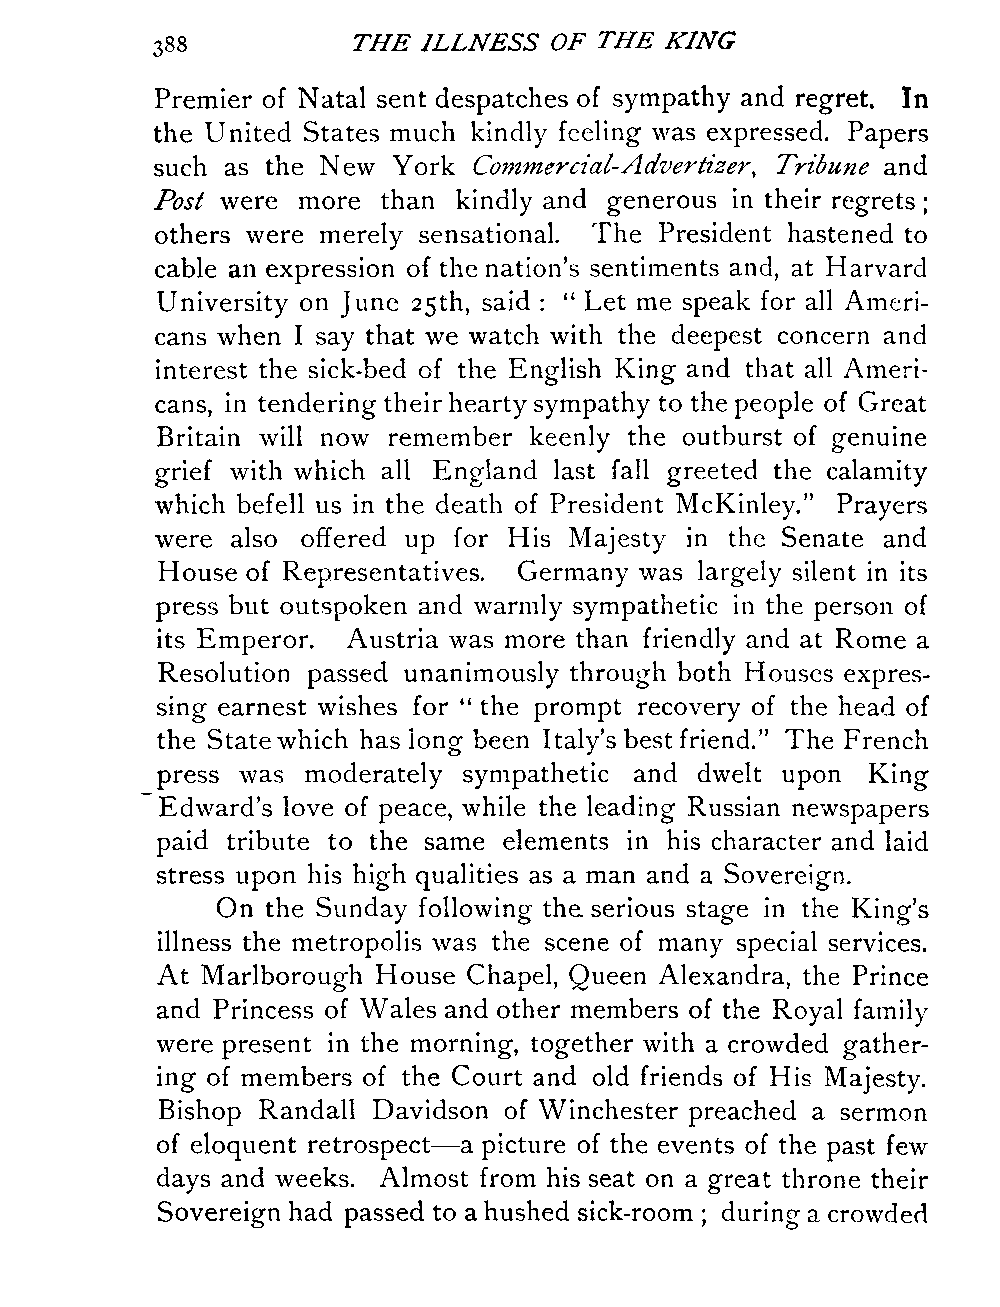 388 THE ILLNESS OF THE KING
Premier of Natal sent despatches of sympathy and regret. In
the United States much kindly feeling was expressed. Papers
such as the New York Commercial-Advertizer, Tribune and
Post were more than kindly and generous in their regrets;
others were merely sensational. The President hastened to
cable an expression of the nation's sentiments and, at Harvard
University on June 25th, said: “Let me speak for all Ameri-
cans when I say that we watch with the deepest concern and
interest the sick-bed of the English King and that all Ameri-
cans, in tendering their hearty sympathy to the people of Great
Britain will now remember keenly the outburst of genuine
grief with which all England last fall greeted the calamity
which befell us in the death of President McKinley.” Prayers
were also offered up for His Majesty in the Senate and
House of Representatives. Germany was largely silent in its
press but outspoken and warmly sympathetic in the person of
its Emperor. Austria was more than friendly and at Rome a
Resolution passed unanimously through both Houses expres-
sing earnest wishes for “the prompt recovery of the head of
the State which has long been Italy's best friend.” The French
press was moderately sympathetic and dwelt upon King
Edward's love of peace, while the leading Russian newspapers
paid tribute to the same elements in his character and laid
stress upon his high qualities as a man and a Sovereign.
On the Sunday following the serious stage in the King's
illness the metropolis was the scene of many special services.
At Marlborough House Chapel, Queen Alexandra, the Prince
and Princess of Wales and other members of the Royal family
were present in the morning, together with a crowded gather-
ing of members of the Court and old friends of His Majesty.
Bishop Randall Davidson of Winchester preached a sermon
of eloquent retrospect—a picture of the events of the past few
days and weeks. Almost from his seat on a great throne their
Sovereign had passed to a hushed sick-room; during a crowded